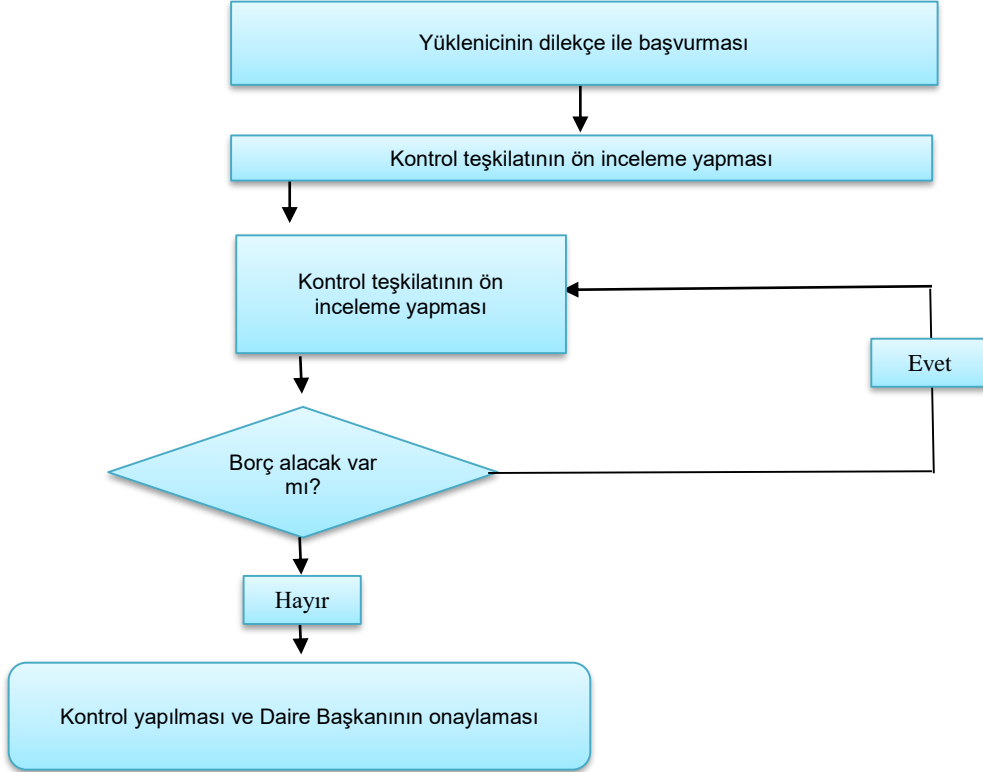 Yüklenicinin dilekçe ile başvurması
Kontrol teşkilatının ön inceleme yapması
Kontrol teşkilatının ön
inceleme yapması
Evet
Borç alacak var
mı?
Hayır
Kontrol yapılması ve Daire Başkanının onaylaması